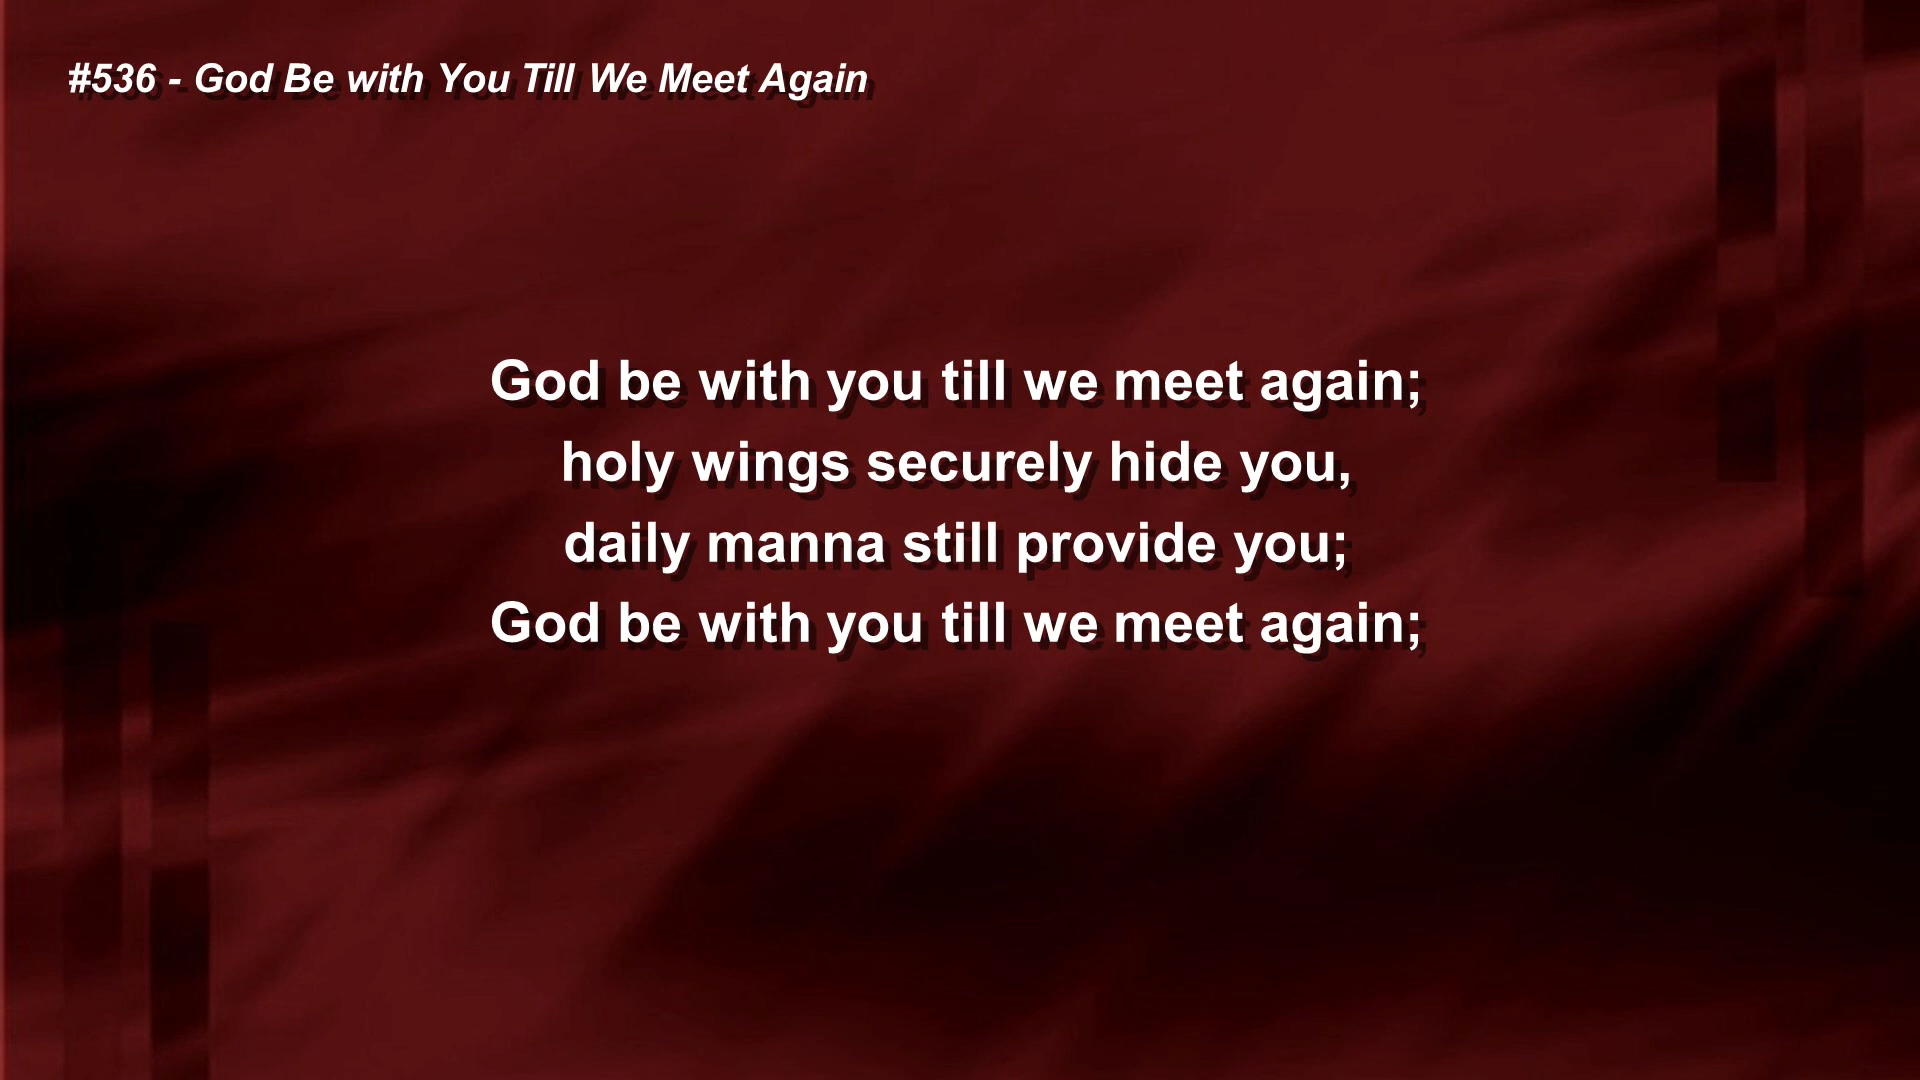 #536 - God Be with You Till We Meet Again
God be with you till we meet again;
holy wings securely hide you,
daily manna still provide you;
God be with you till we meet again;